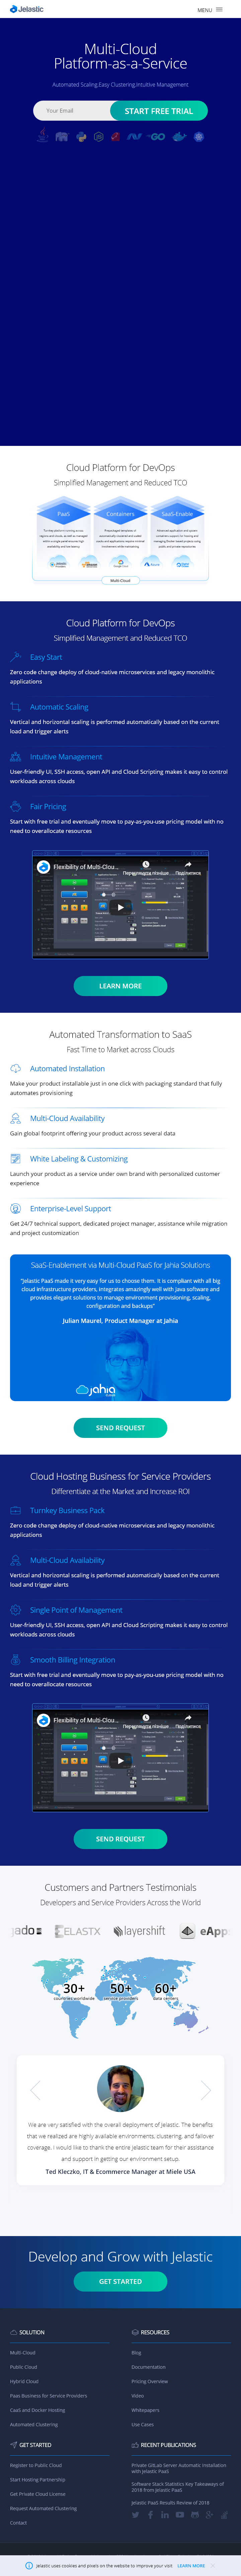 Jelastic
MENU
Multi-Cloud
Platform-as-a-Service
Automated Scaling.Easy Clustering.Intuitive Management
Your Email
START FREE TRIAL
GO
Cloud Platform for DevOps
Simplified Management and Reduced TCO
PaaS
Containers
SaaS-Enable
Azure
Multi-Cloud
Cloud Platform for DevOps
Simplified Management and Reduced TCO
Easy Start
Zero code change deploy of cloud-native microservices and legacy monolithic
applications
Automatic Scaling
Vertical and horizontal scaling is performed automatically based on the current
load and trigger alerts
Intuitive Management
User-friendly UI, SSH access, open API and Cloud Scripting makes it easy to control
workloads across clouds
Fair Pricing
Start with free trial and eventually move to pay-as-you-use pricing model with no
need to overallocate resources
Flexibility of Multi-Clou...
Переглянути пізніше
Поділитися
LEARN MORE
Automated Transformation to SaaS
Fast Time to Market across Clouds
Automated Installation
Make your product installable just in one click with packaging standard that fully
automates provisioning
Multi-Cloud Availability
Gain global footprint offering your products across several data
White Labeling & Customizing
Launch your product as a service under own brand with personalized customer
experience
Enterprise-Level Support
Get 24/7 technical support, dedicated project manager, assistance while migration
and project customization
SaaS-Enablement via Multi-Cloud PaaS for Jahia Solutions
"Jelastic PaaS made it very easy for us to choose them. It is compliant with all big
cloud infrastructure providers, integrates amazingly well with Java software and
provides elegant solutions to manage environment provisioning, scaling,
configuration and backups"
Julian Maurel, Product Manager at Jahia
jahia
SEND REQUEST
Cloud Hosting Business for Service Providers
Differentiate at the Market and Increase ROI
Turnkey Business Pack
Zero code change deploy of cloud-native microservices and legacy monolithic
applications
Multi-Cloud Availability
Vertical and horizontal scaling is performed automatically based on the current
load and trigger alerts
Single Point of Management
User-friendly UI, SSH access, open API and Cloud Scripting makes it easy to control
workloads across clouds
Smooth Billing Integration
Start with free trial and eventually move to pay-as-you-use pricing model with no
need to overallocate resources
Flexibility of Multi-Clou...
Переглянути пізніше
Поділитися
SEND REQUEST
Customers and Partners Testimonials
Developers and Service Providers Across the World
ELASTX
layershift
eApp
30+
50+
60+
countries worldwide
service providers
data centers
We are very satisfied with the overall deployment of Jelastic. The benefits
that we realized are highly available environments, clustering, and failover
coverage. I would like to thank the entire Jelastic team for their assistance
and support in getting our environment setup.
Ted Kleczko, IT & Ecommerce Manager at Miele USA
Develop and Grow with Jelastic
GET STARTED
SOLUTION
Multi-Cloud
Public Cloud
Hybrid Cloud
Paas Business for Service Providers
CaaS and Docker Hosting
Automated Clustering
RESOURCES
Blog
Documentation
Pricing Overview
Video
Whitepapers
Use Cases
GET STARTED
Register to Public Cloud
Start Hosting Partnership
Get Private Cloud License
Request Automated Clustering
Contact
RECENT PUBLICATIONS
Private GitLab Server Automatic Installation
with Jelastic PaaS
Software Stack Statistics Key Takeaways of
2018 from Jelastic PaaS
Jelastic PaaS Results Review of 2018
Jelastic uses cookies and pixels on the website to improve your visit
LEARN MORE